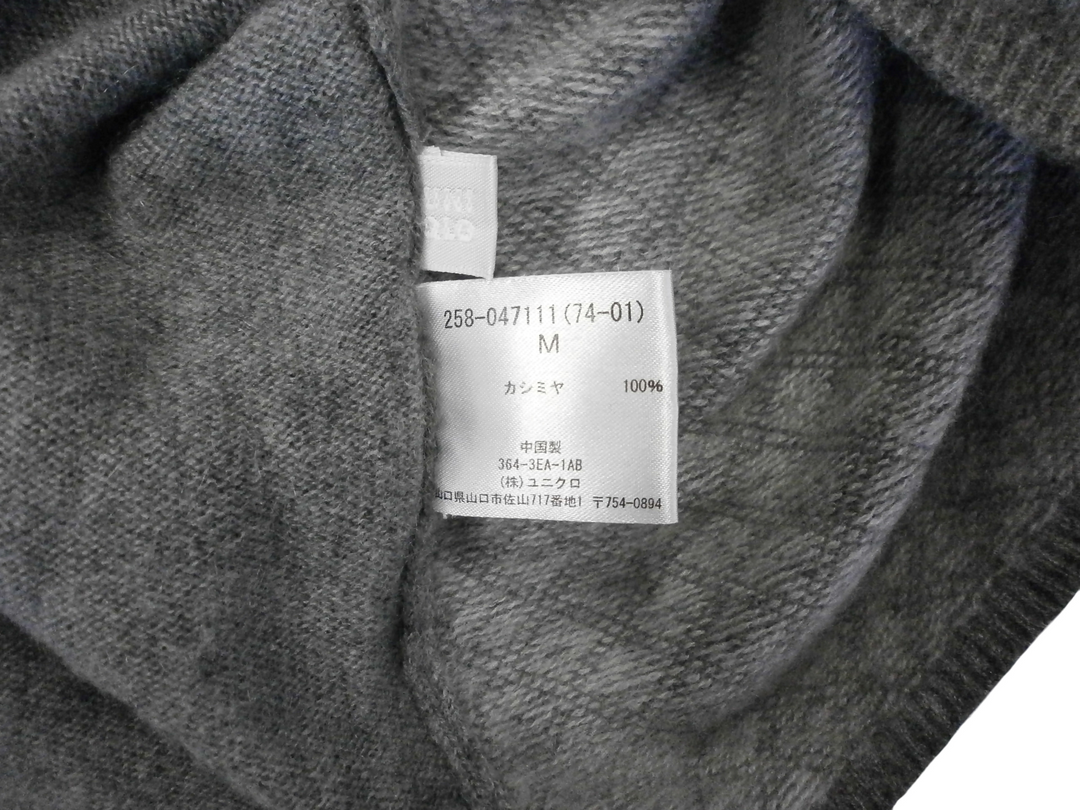 258-047111(74-01)
M
カシミヤ 100%
中国製
364-3EA-1AB
(株)ユニクロ
山口県山口市佐山717番地1 〒754-0894